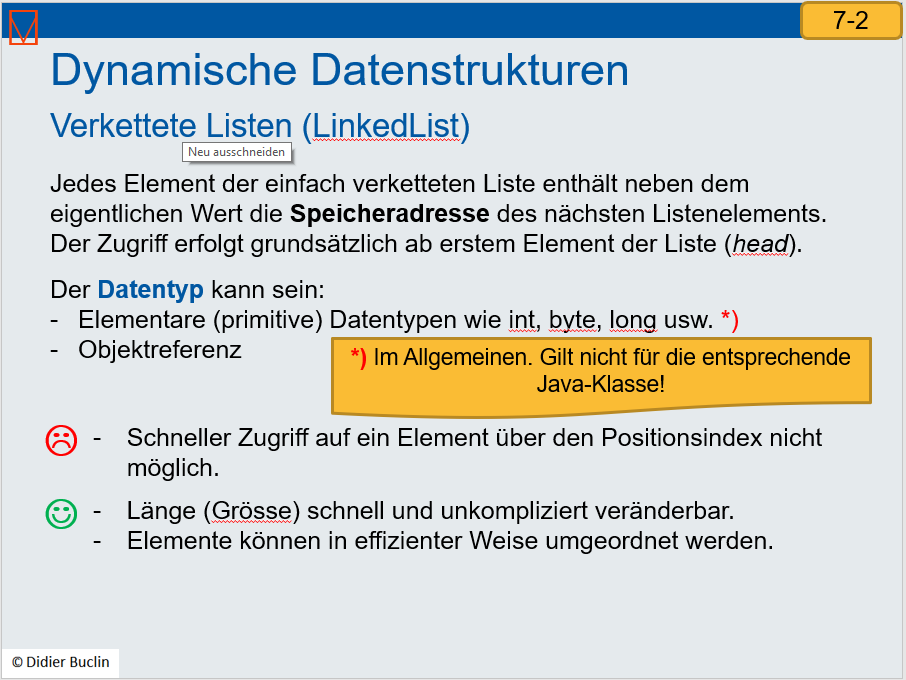 7-2
Dynamische Datenstrukturen
Verkettete Listen (LinkedList)
Neu ausschneiden
Jedes Element der einfach verketteten Liste enthält neben dem
eigentlichen Wert die Speicheradresse des nächsten Listenelements.
Der Zugriff erfolgt grundsätzlich ab erstem Element der Liste (head).
Der Datentyp kann sein:
- Elementare (primitive) Datentypen wie int, byte, long usw. *)
- Objektreferenz
*) Im Allgemeinen. Gilt nicht für die entsprechende
Java-Klasse!
- Schneller Zugriff auf ein Element über den Positionsindex nicht
möglich.
- Länge (Grösse) schnell und unkompliziert veränderbar.
- Elemente können in effizienter Weise umgeordnet werden.
© Didier Buclin